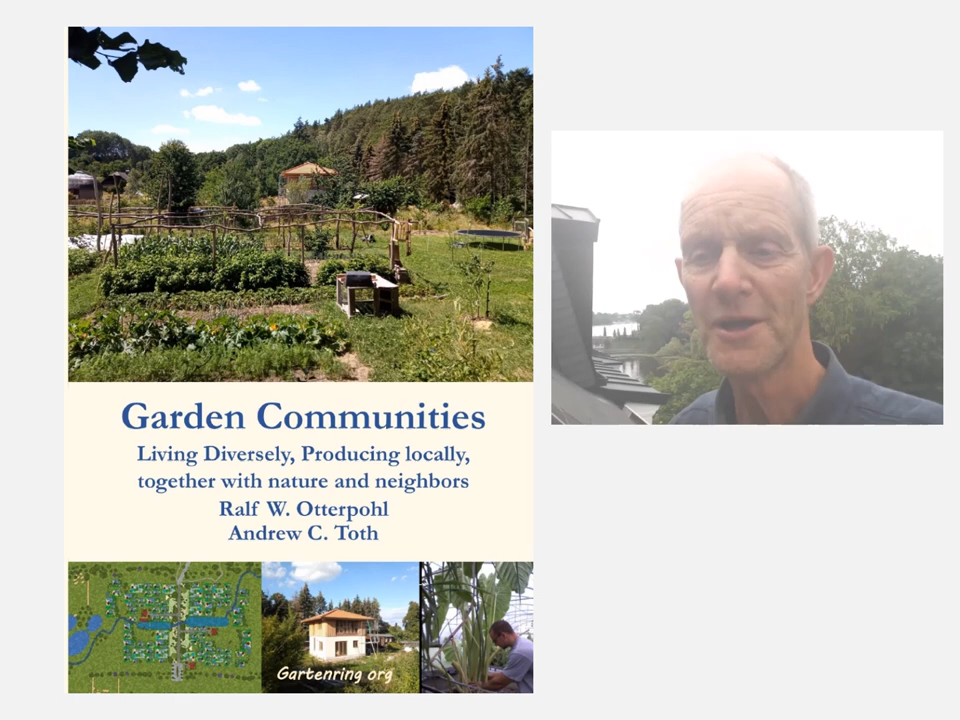 Garden Communities
Living Diversely, Producing locally,
together with nature and neighbors
Ralf W. Otterpohl
Andrew C. Toth
Gartenring org